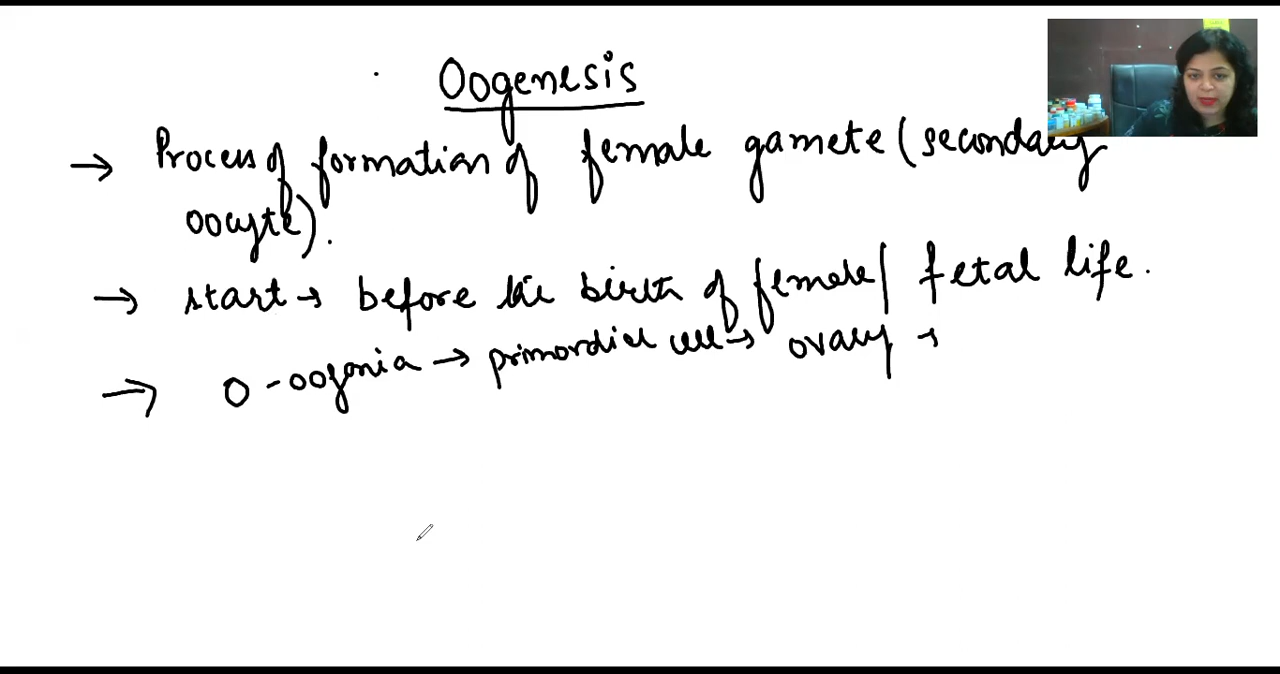 Oogenesis
→ Process of formation of female gamete (secondary
oocyte).
→ start → before the birth of female/ fetal life.
→ O - oogonia → primordial cell → ovary →